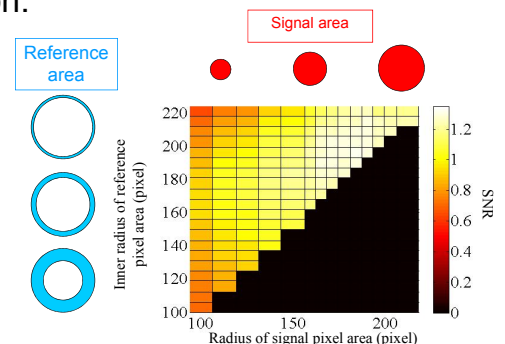 on.
Signal area
Reference
area
Inner radius of reference
pixel area (pixel)
220
200
180
160
140
120
100
100 150 200
Radius of signal pixel area (pixel)
1.2
1
0.8
0.6
0.4
0.2
0
SNR